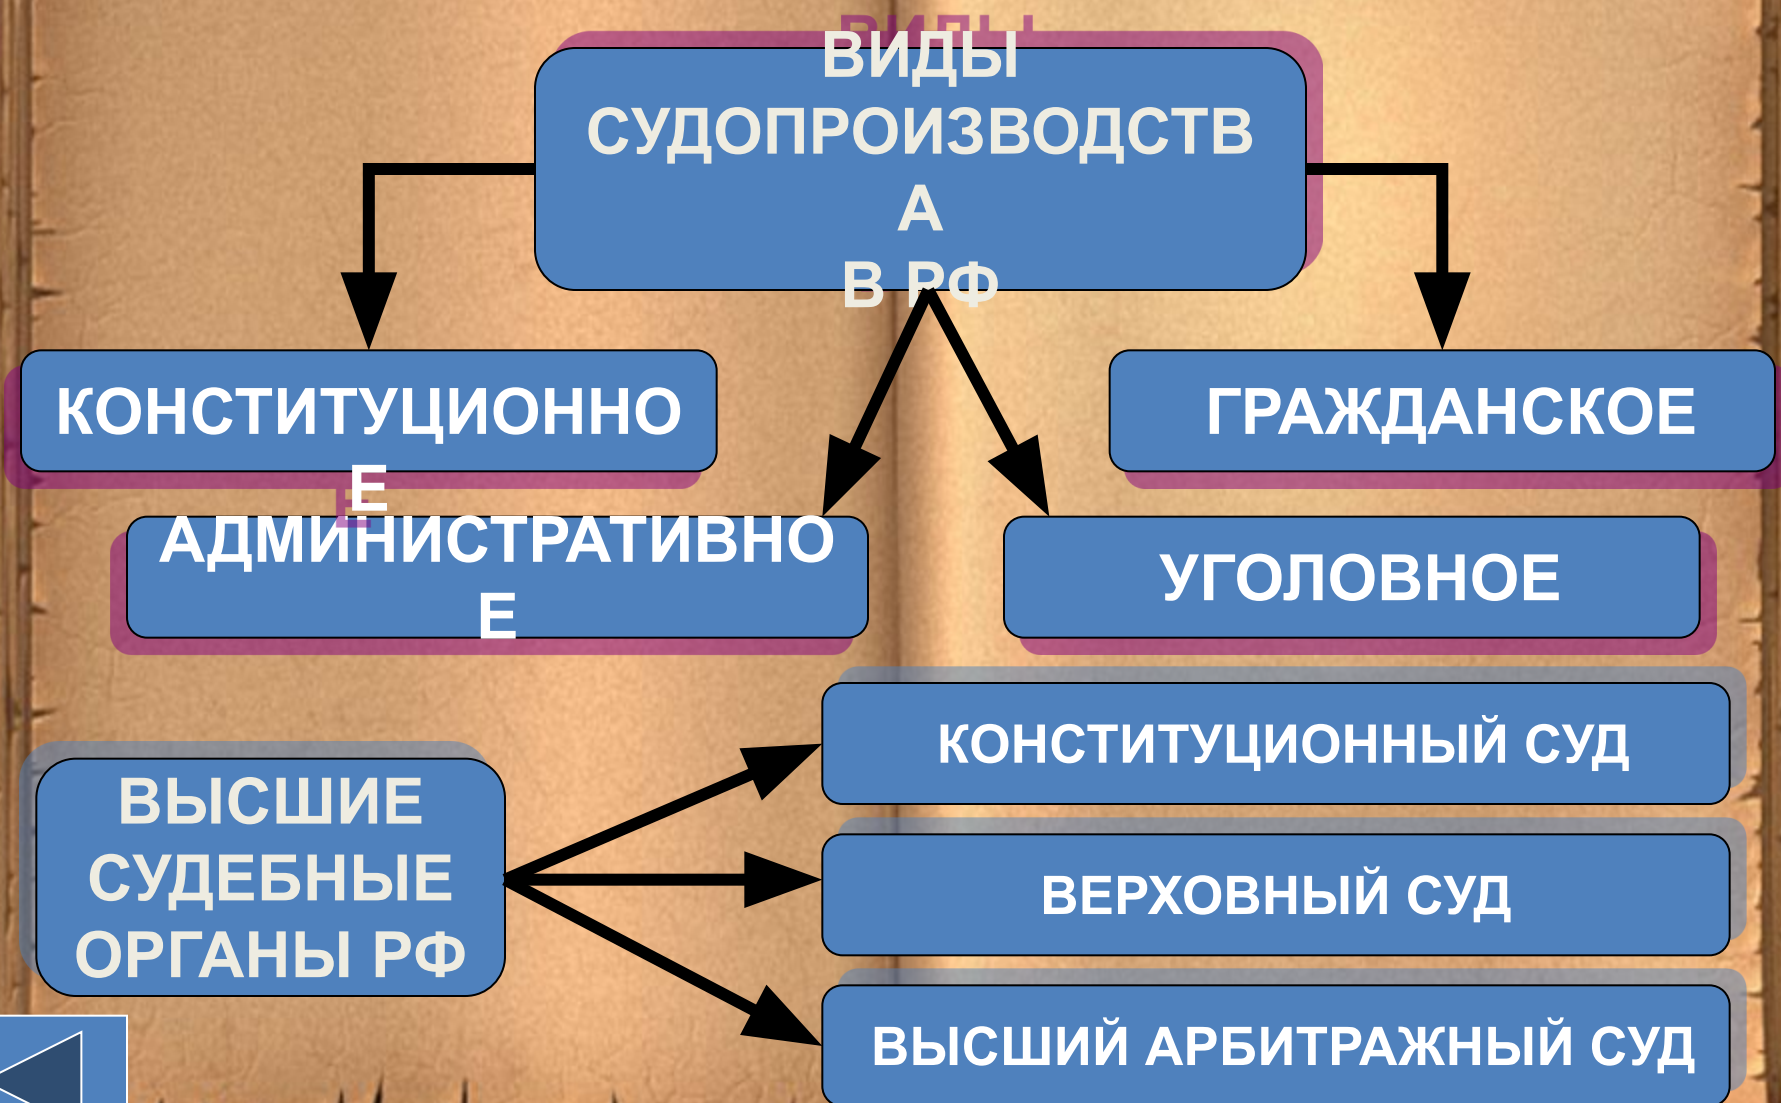 ВИДЫ
СУДОПРОИЗВОДСТВ
А
В РФ
КОНСТИТУЦИОННО
Е
ГРАЖДАНСКОЕ
АДМИНИСТРАТИВНО
Е
УГОЛОВНОЕ
ВЫСШИЕ
СУДЕБНЫЕ
ОРГАНЫ РФ
КОНСТИТУЦИОННЫЙ СУД
ВЕРХОВНЫЙ СУД
ВЫСШИЙ АРБИТРАЖНЫЙ СУД